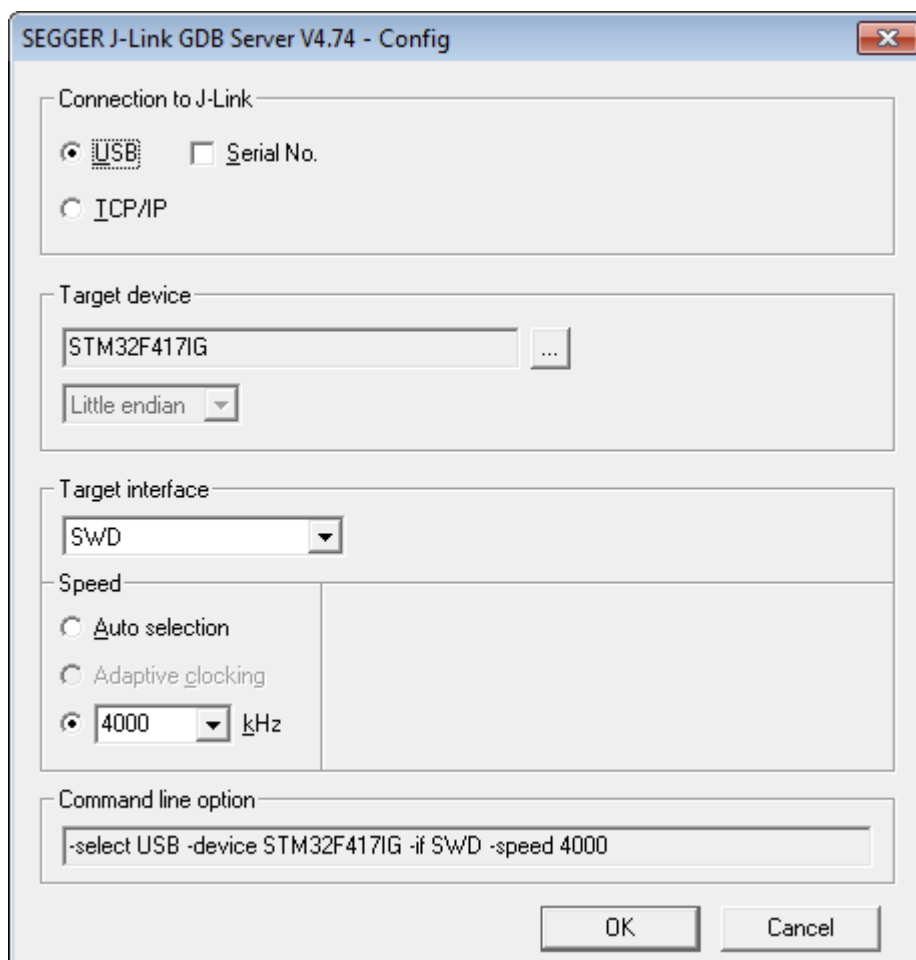 SEGGER J-Link GDB Server V4.74 - Config
Connection to J-Link
USB Serial No.
TCP/IP
Target device
STM32F417IG ...
Little endian
Target interface
SWD
Speed
Auto selection
Adaptive clocking
4000 kHz
Command line option
-select USB -device STM32F417IG -if SWD -speed 4000
OK Cancel